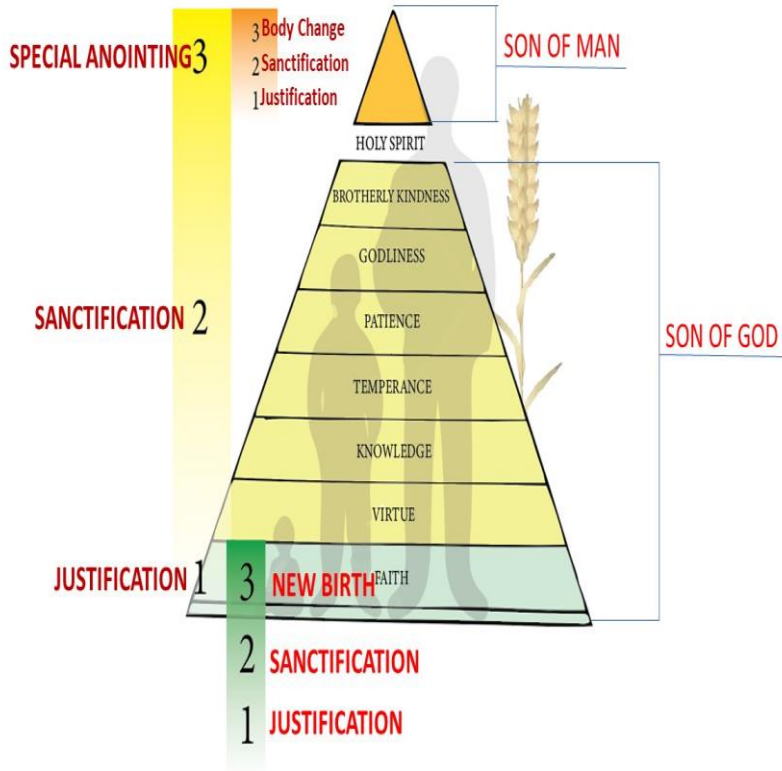 3 Body Change
SPECIAL ANOINTING 3
2 Sanctification
1 Justification
SON OF MAN
HOLY SPIRIT
BROTHERLY KINDNESS
GODLINESS
SANCTIFICATION 2
PATIENCE
SON OF GOD
TEMPERANCE
KNOWLEDGE
VIRTUE
JUSTIFICATION 1
3 NEW BIRTH
FAITH
2 SANCTIFICATION
1 JUSTIFICATION